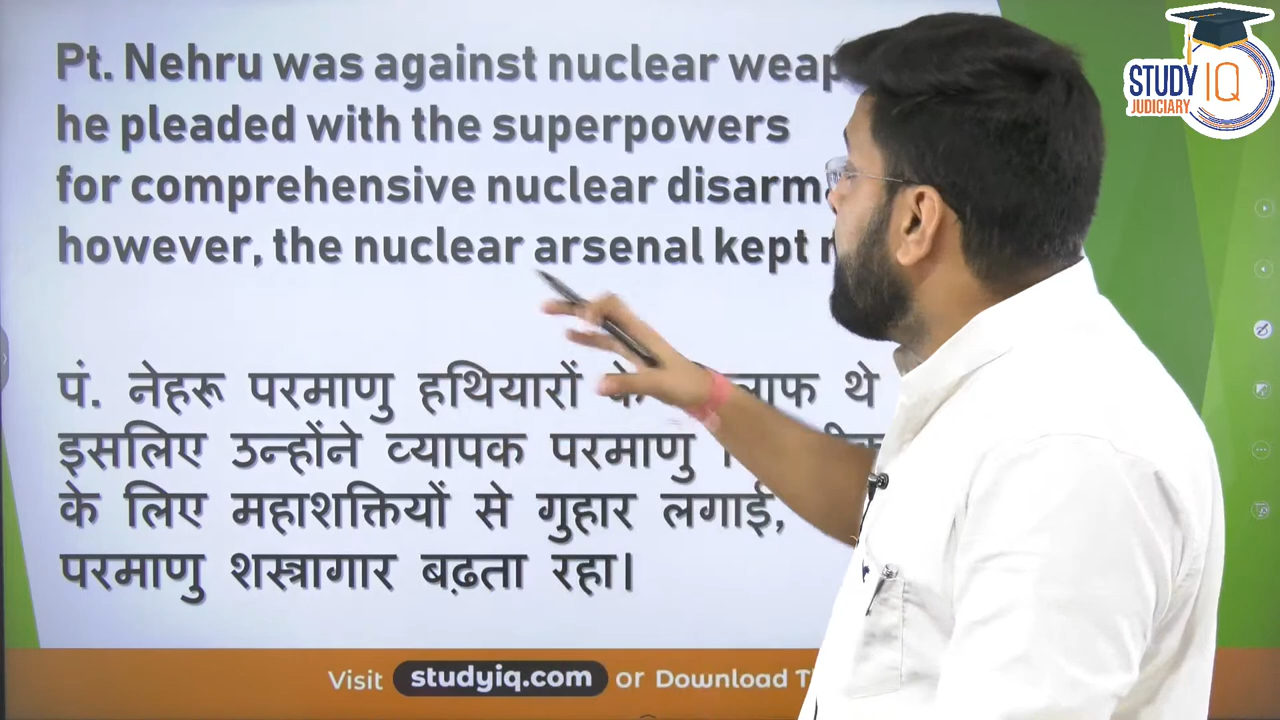 Pt. Nehru was against nuclear
he pleaded with the superpowers
for comprehensive nuclear
however, the nuclear arsenal kept
पं. नेहरू परमाणु हथियारों के थे
इसलिए उन्होंने व्यापक परमाणु
के लिए महाशक्तियों से गुहार लगाई,
परमाणु शस्त्रागार बढ़ता रहा।
STUDY IQ
JUDICIARY
Visit studyiq.com or Download